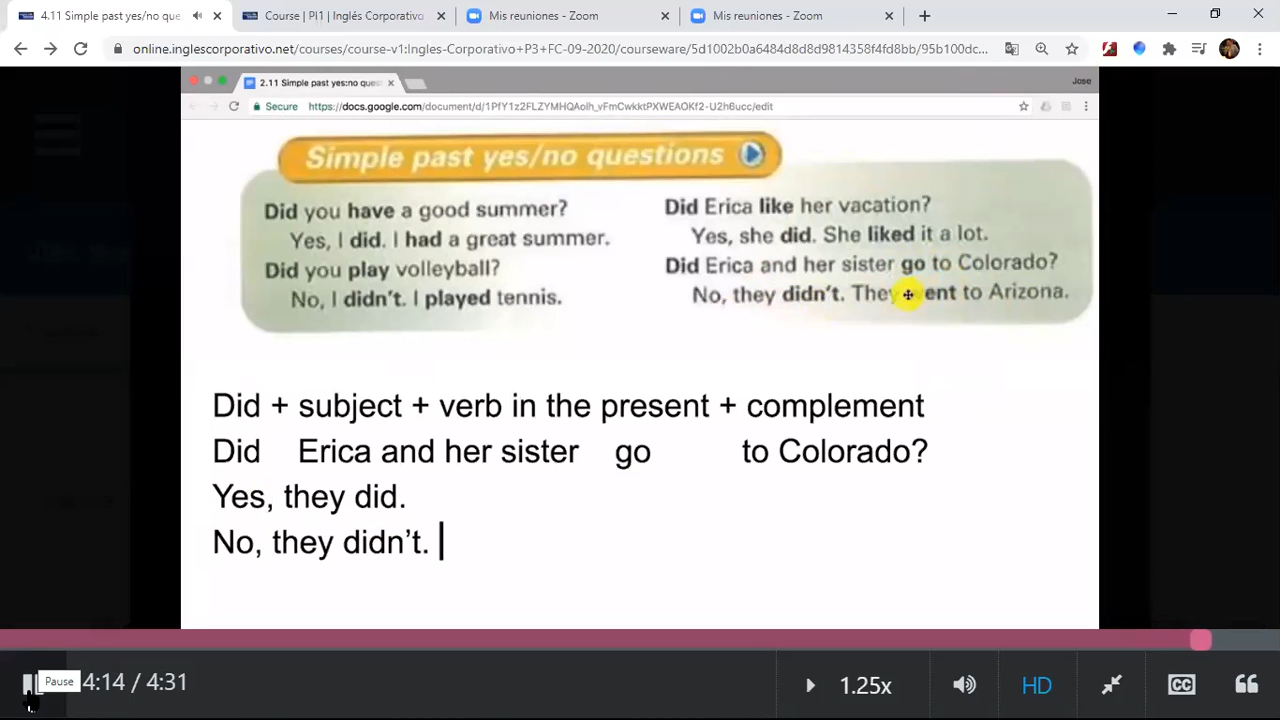 4.11 Simple past yes/no que
Course | PI1 | Inglés Corporativo
Mis reuniones - Zoom
Mis reuniones - Zoom
online.inglescorporativo.net/courses/course-v1:Ingles-Corporativo+P3+FC-09-2020/courseware/5d1002b0a6484d8d8d9814358f4fd8bb/95b100dc...
2.11 Simple past yes:no ques
Jose
Secure https://docs.google.com/document/d/1PfY1z2FLZYMHQAoIh_vFmCwkktPXWEAOKf2-U2h6ucc/edit
Simple past yes/no questions
Did you have a good summer?
Yes, I did. I had a great summer.
Did you play volleyball?
No, I didn't. I played tennis.
Did Erica like her vacation?
Yes, she did. She liked it a lot.
Did Erica and her sister go to Colorado?
No, they didn't. They went to Arizona.
Did + subject + verb in the present + complement
Did Erica and her sister go to Colorado?
Yes, they did.
No, they didn't.
Pause
4:14 / 4:31
1.25x
HD
CC